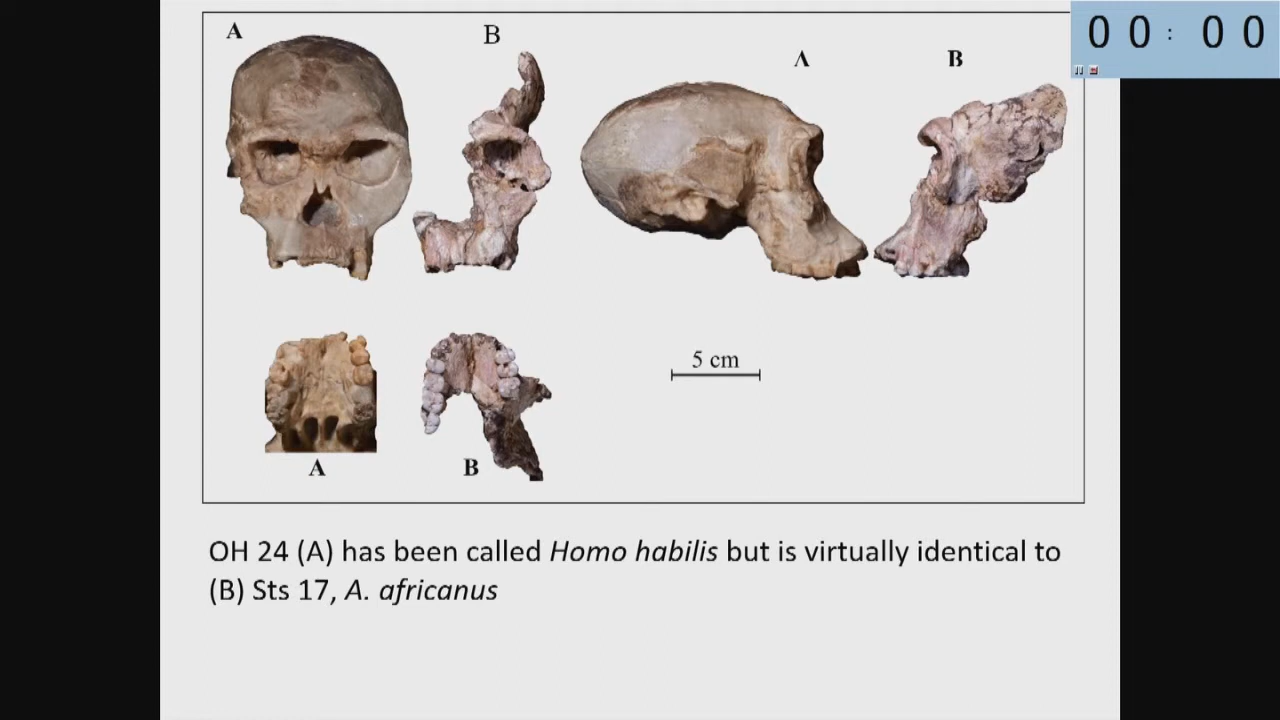 A
B
A
B
00:00
5 cm
A
B
OH 24 (A) has been called Homo habilis but is virtually identical to
(B) Sts 17, A. africanus